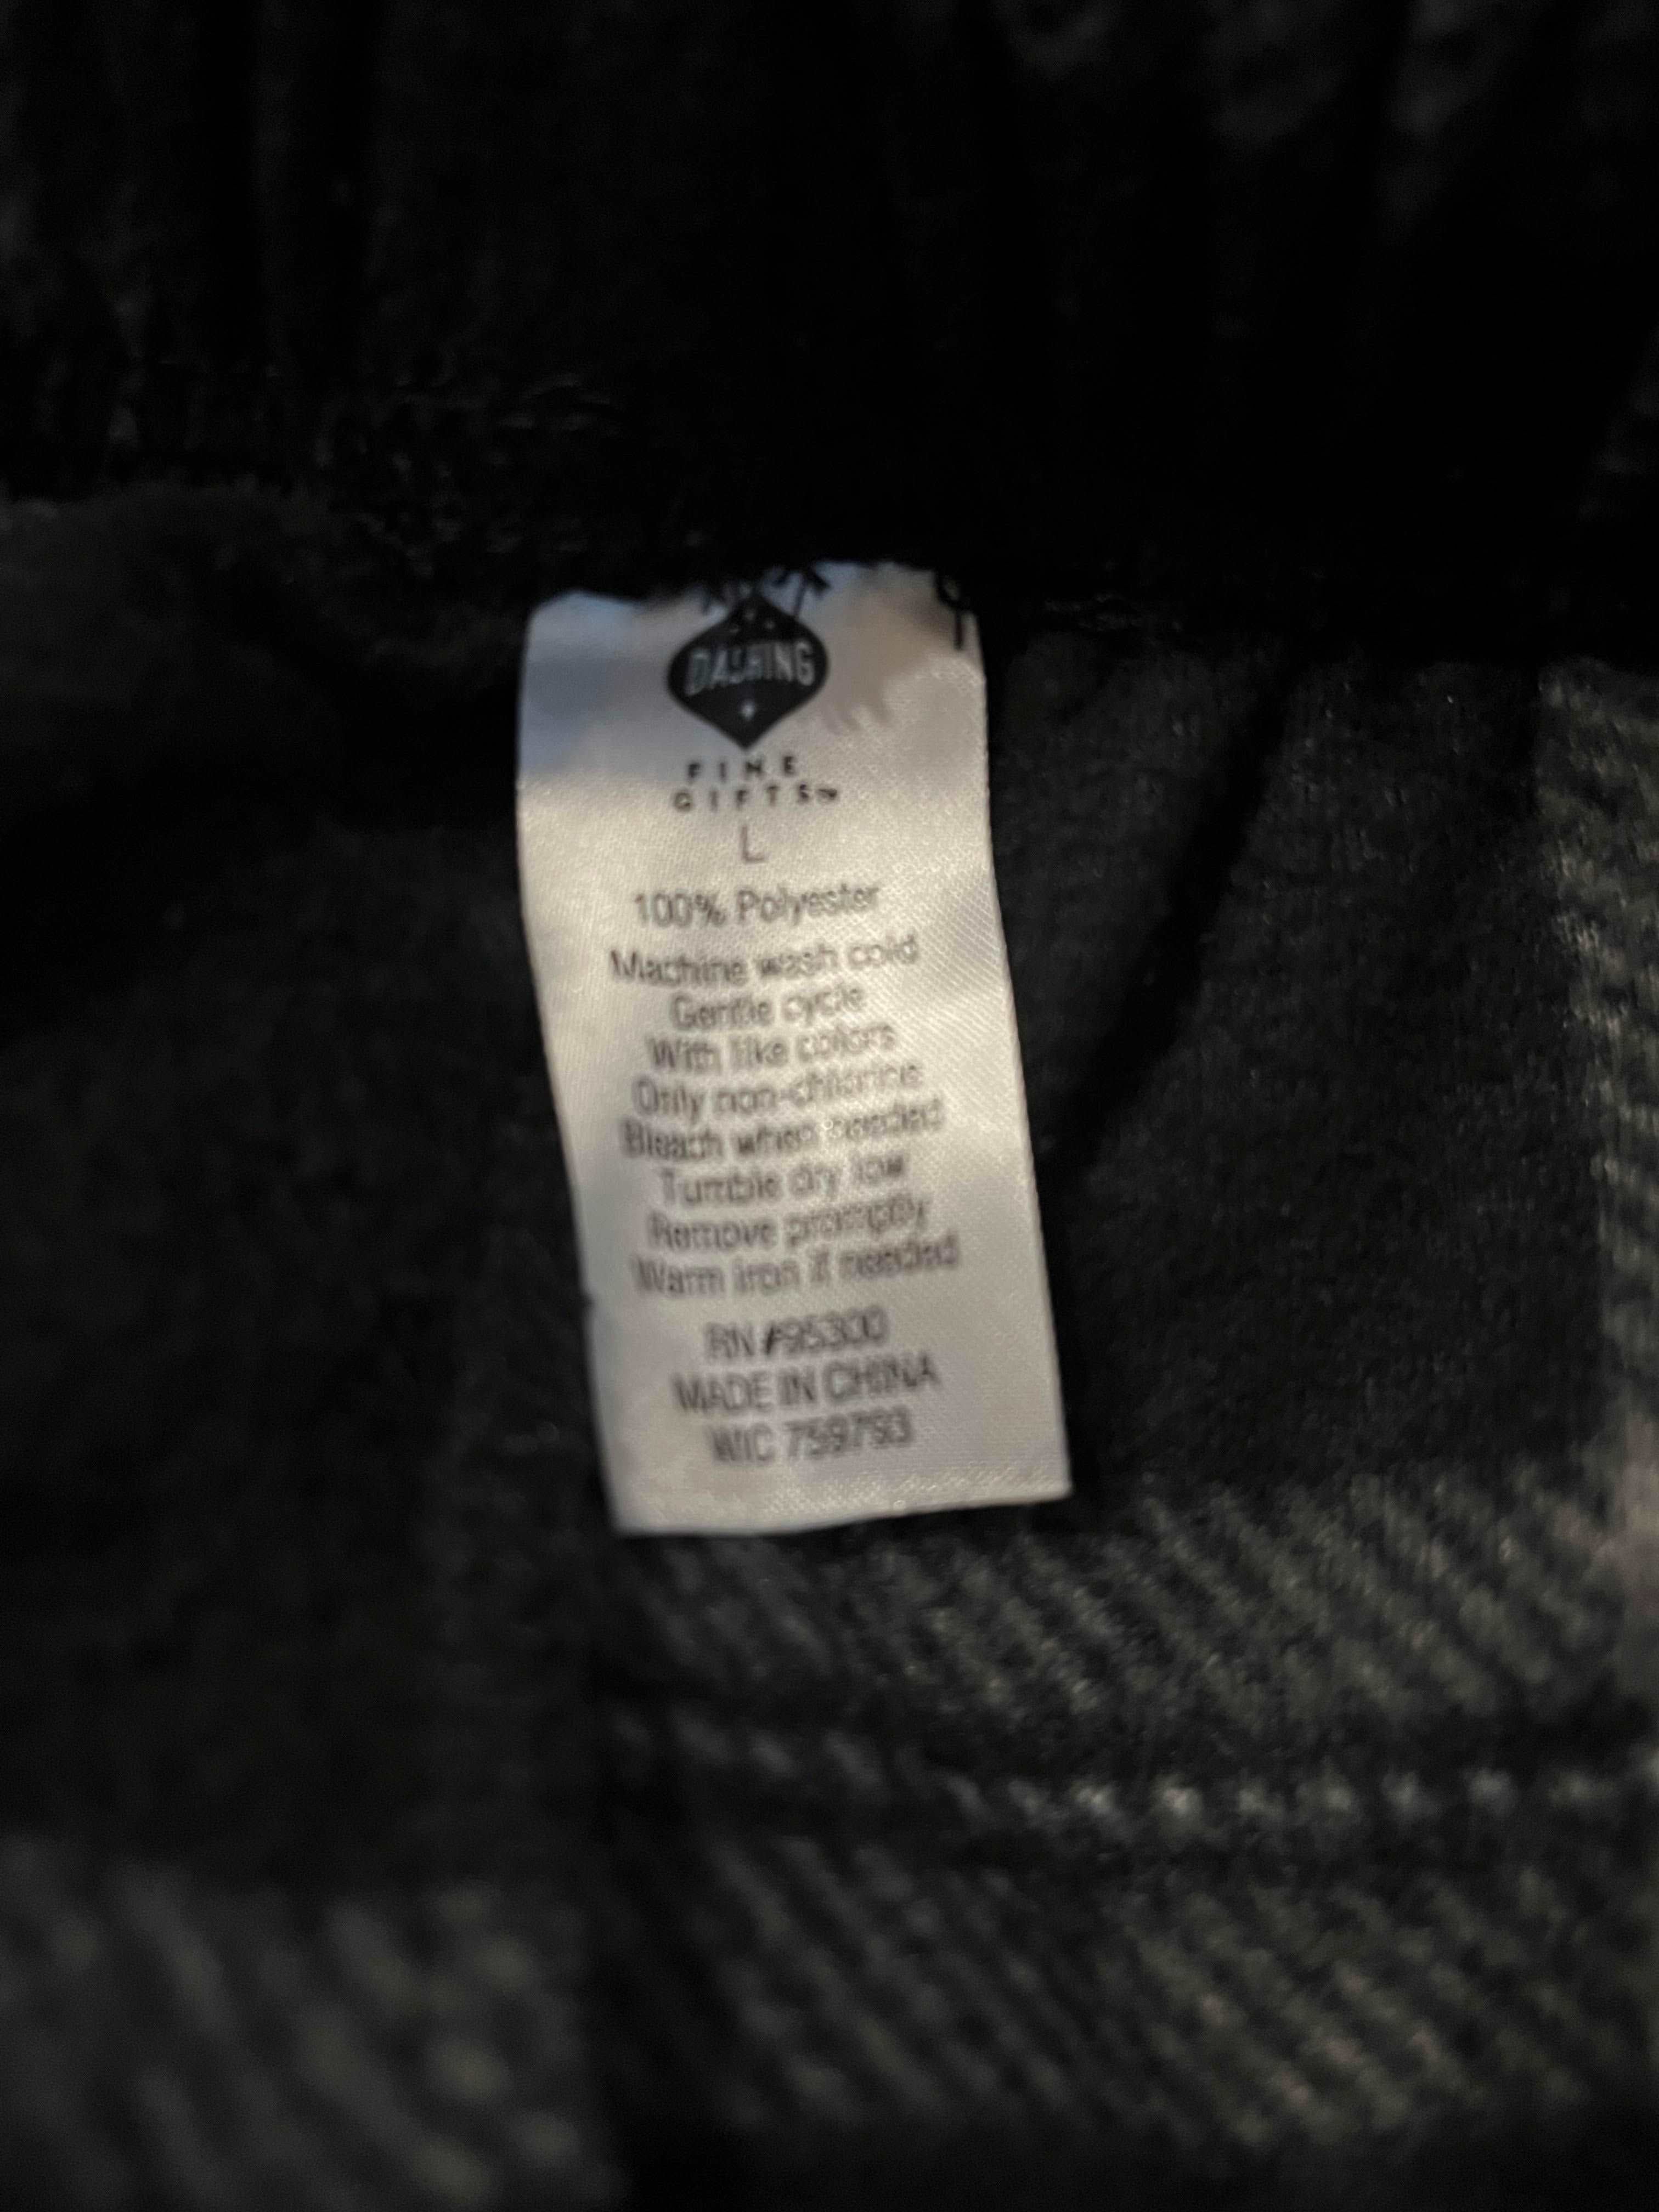 DASHING
FINE
GIFTS™
L
100% Polyester
Machine wash cold
Gentle cycle
With like colors
Only non-chlorine
Bleach when needed
Tumble dry low
Remove promptly
Warm iron if needed
RN #95300
MADE IN CHINA
WIC 759793